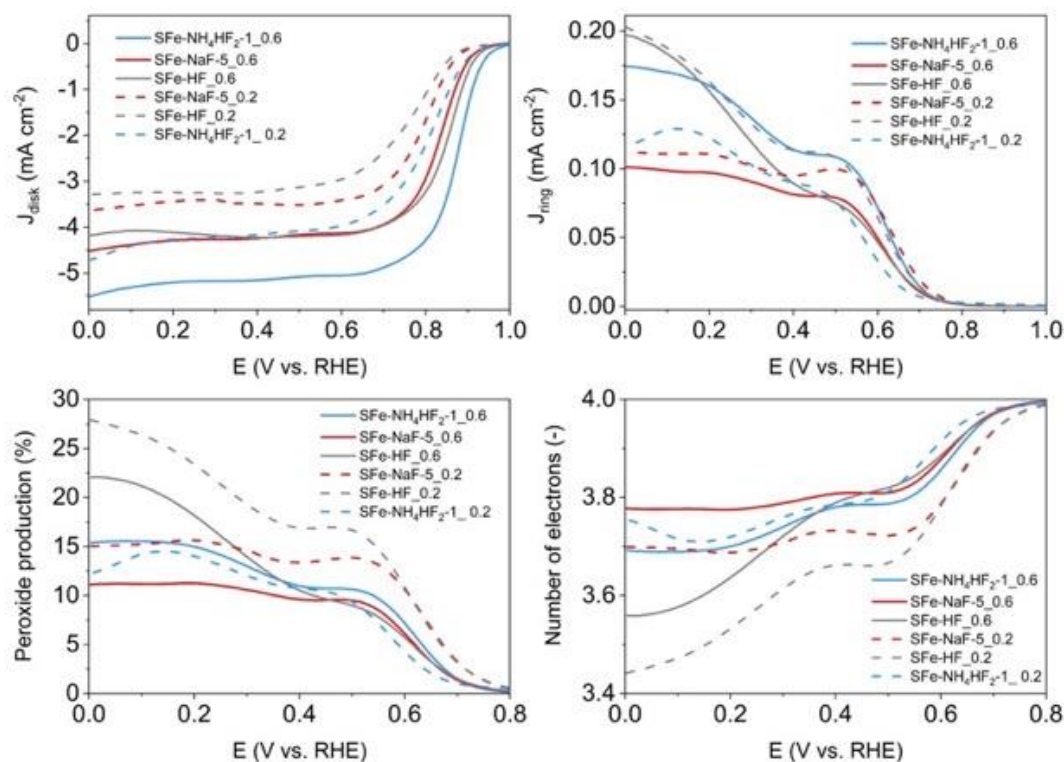 0
-1
-2
-3
-4
-5
J_disk (mA cm⁻²)
SFe-NH₄HF₂-1_0.6
SFe-NaF-5_0.6
SFe-HF_0.6
SFe-NaF-5_0.2
SFe-HF_0.2
SFe-NH₄HF₂-1_ 0.2
0.0 0.2 0.4 0.6 0.8 1.0
E (V vs. RHE)
0.20
0.15
0.10
0.05
0.00
J_ring (mA cm⁻²)
SFe-NH₄HF₂-1_0.6
SFe-NaF-5_0.6
SFe-HF_0.6
SFe-NaF-5_0.2
SFe-HF_0.2
SFe-NH₄HF₂-1_ 0.2
0.0 0.2 0.4 0.6 0.8 1.0
E (V vs. RHE)
30
25
20
15
10
5
0
Peroxide production (%)
SFe-NH₄HF₂-1_0.6
SFe-NaF-5_0.6
SFe-HF_0.6
SFe-NaF-5_0.2
SFe-HF_0.2
SFe-NH₄HF₂-1_ 0.2
0.0 0.2 0.4 0.6 0.8
E (V vs. RHE)
4.0
3.8
3.6
3.4
Number of electrons (-)
SFe-NH₄HF₂-1_0.6
SFe-NaF-5_0.6
SFe-HF_0.6
SFe-NaF-5_0.2
SFe-HF_0.2
SFe-NH₄HF₂-1_ 0.2
0.0 0.2 0.4 0.6 0.8
E (V vs. RHE)